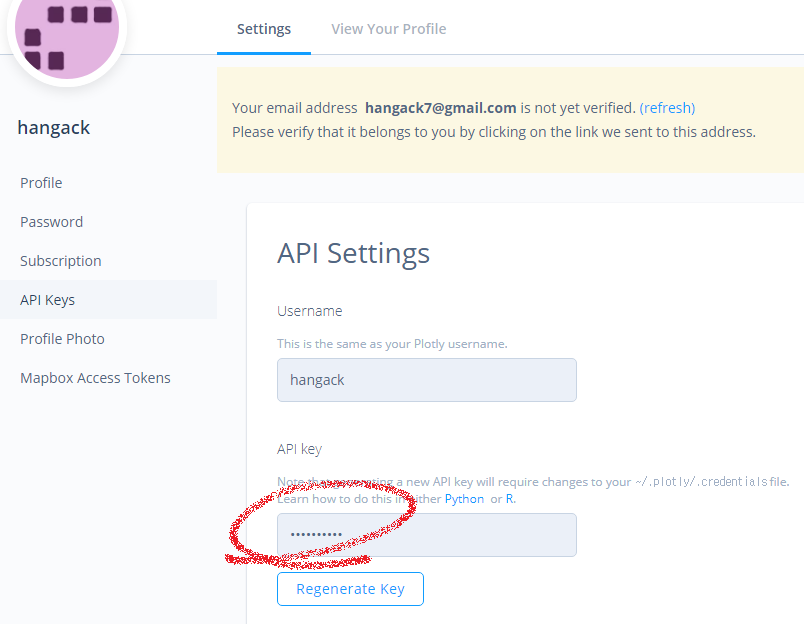 Settings
View Your Profile
Your email address hangack7@gmail.com is not yet verified. (refresh)
Please verify that it belongs to you by clicking on the link we sent to this address.
hangack
Profile
Password
Subscription
API Keys
Profile Photo
Mapbox Access Tokens
API Settings
Username
This is the same as your Plotly username.
hangack
API key
Note that generating a new API key will require changes to your ~/.plotly/.credentials file.
Learn how to do this in either Python or R.
••••••••••
Regenerate Key